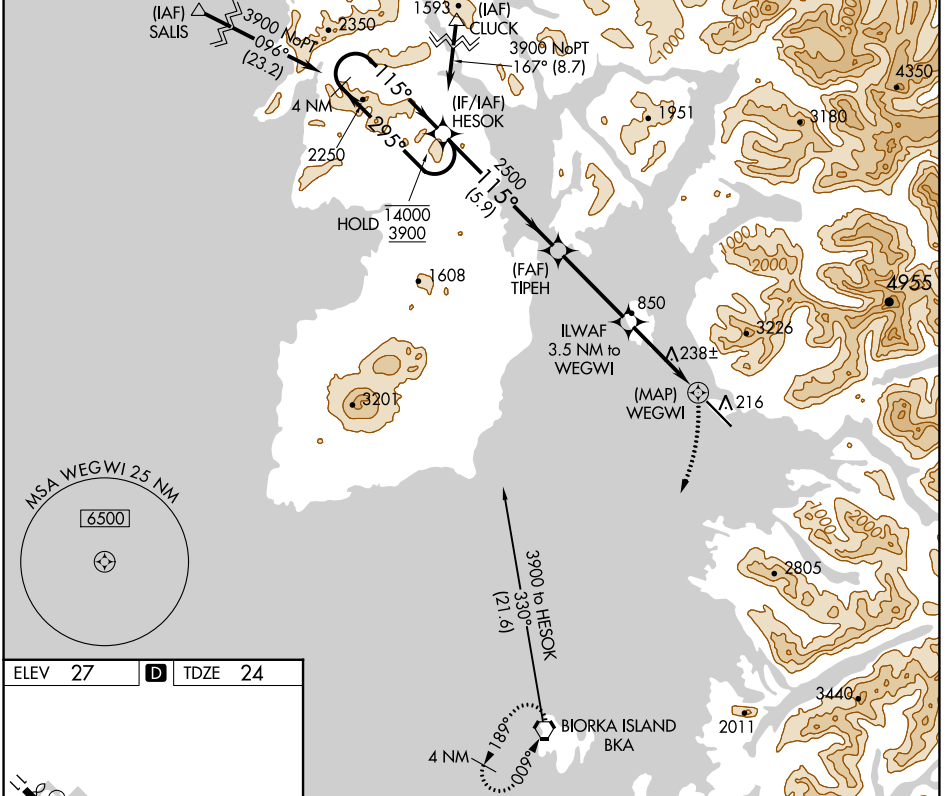 (IAF)
SALIS
3900 NoPT
096°
(23.2)
2350
1593
(IAF)
CLUCK
3900 NoPT
167° (8.7)
4350
4 NM
115°
295°
(IF/IAF)
HESOK
1951
3180
2250
HOLD
14000
3900
2500
115°
(5.9)
1000
2000
(FAF)
TIPEH
1608
4955
850
ILWAF
3.5 NM to
WEGWI
3226
238±
(MAP)
WEGWI
216
3201
MSA WEGWI 25 NM
6500
1000
2000
3900 to HESOK
330°
(21.6)
2805
ELEV 27
D
TDZE 24
3440
2011
BIORKA ISLAND
BKA
4 NM
189°
009°